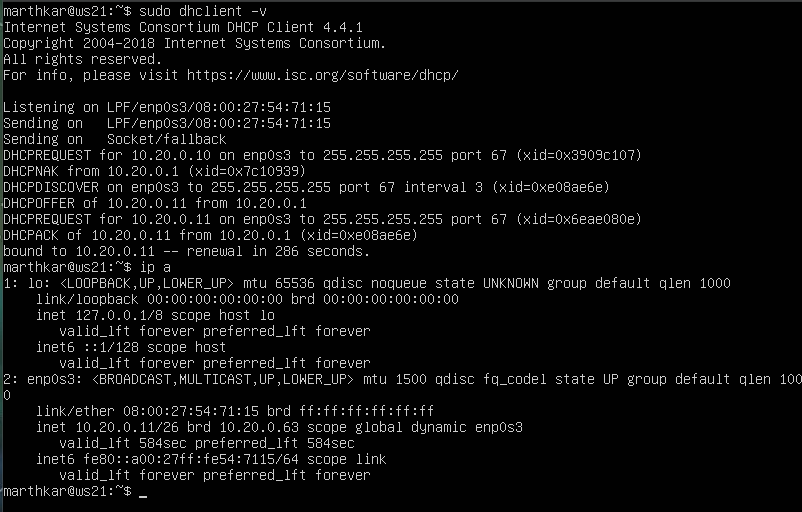 marthkar@ws21:~$ sudo dhclient -v
Internet Systems Consortium DHCP Client 4.4.1
Copyright 2004-2018 Internet Systems Consortium.
All rights reserved.
For info, please visit https://www.isc.org/software/dhcp/

Listening on LPF/enp0s3/08:00:27:54:71:15
Sending on   LPF/enp0s3/08:00:27:54:71:15
Sending on   Socket/fallback
DHCPREQUEST for 10.20.0.10 on enp0s3 to 255.255.255.255 port 67 (xid=0x3909c107)
DHCPNAK from 10.20.0.1 (xid=0x7c10939)
DHCPDISCOVER on enp0s3 to 255.255.255.255 port 67 interval 3 (xid=0xe08ae6e)
DHCPOFFER of 10.20.0.11 from 10.20.0.1
DHCPREQUEST for 10.20.0.11 on enp0s3 to 255.255.255.255 port 67 (xid=0x6eae080e)
DHCPACK of 10.20.0.11 from 10.20.0.1 (xid=0xe08ae6e)
bound to 10.20.0.11 -- renewal in 286 seconds.
marthkar@ws21:~$ ip a
1: lo: <LOOPBACK,UP,LOWER_UP> mtu 65536 qdisc noqueue state UNKNOWN group default qlen 1000
    link/loopback 00:00:00:00:00:00 brd 00:00:00:00:00:00
    inet 127.0.0.1/8 scope host lo
       valid_lft forever preferred_lft forever
    inet6 ::1/128 scope host
       valid_lft forever preferred_lft forever
2: enp0s3: <BROADCAST,MULTICAST,UP,LOWER_UP> mtu 1500 qdisc fq_codel state UP group default qlen 100
0
    link/ether 08:00:27:54:71:15 brd ff:ff:ff:ff:ff:ff
    inet 10.20.0.11/26 brd 10.20.0.63 scope global dynamic enp0s3
       valid_lft 584sec preferred_lft 584sec
    inet6 fe80::a00:27ff:fe54:7115/64 scope link
       valid_lft forever preferred_lft forever
marthkar@ws21:~$ _